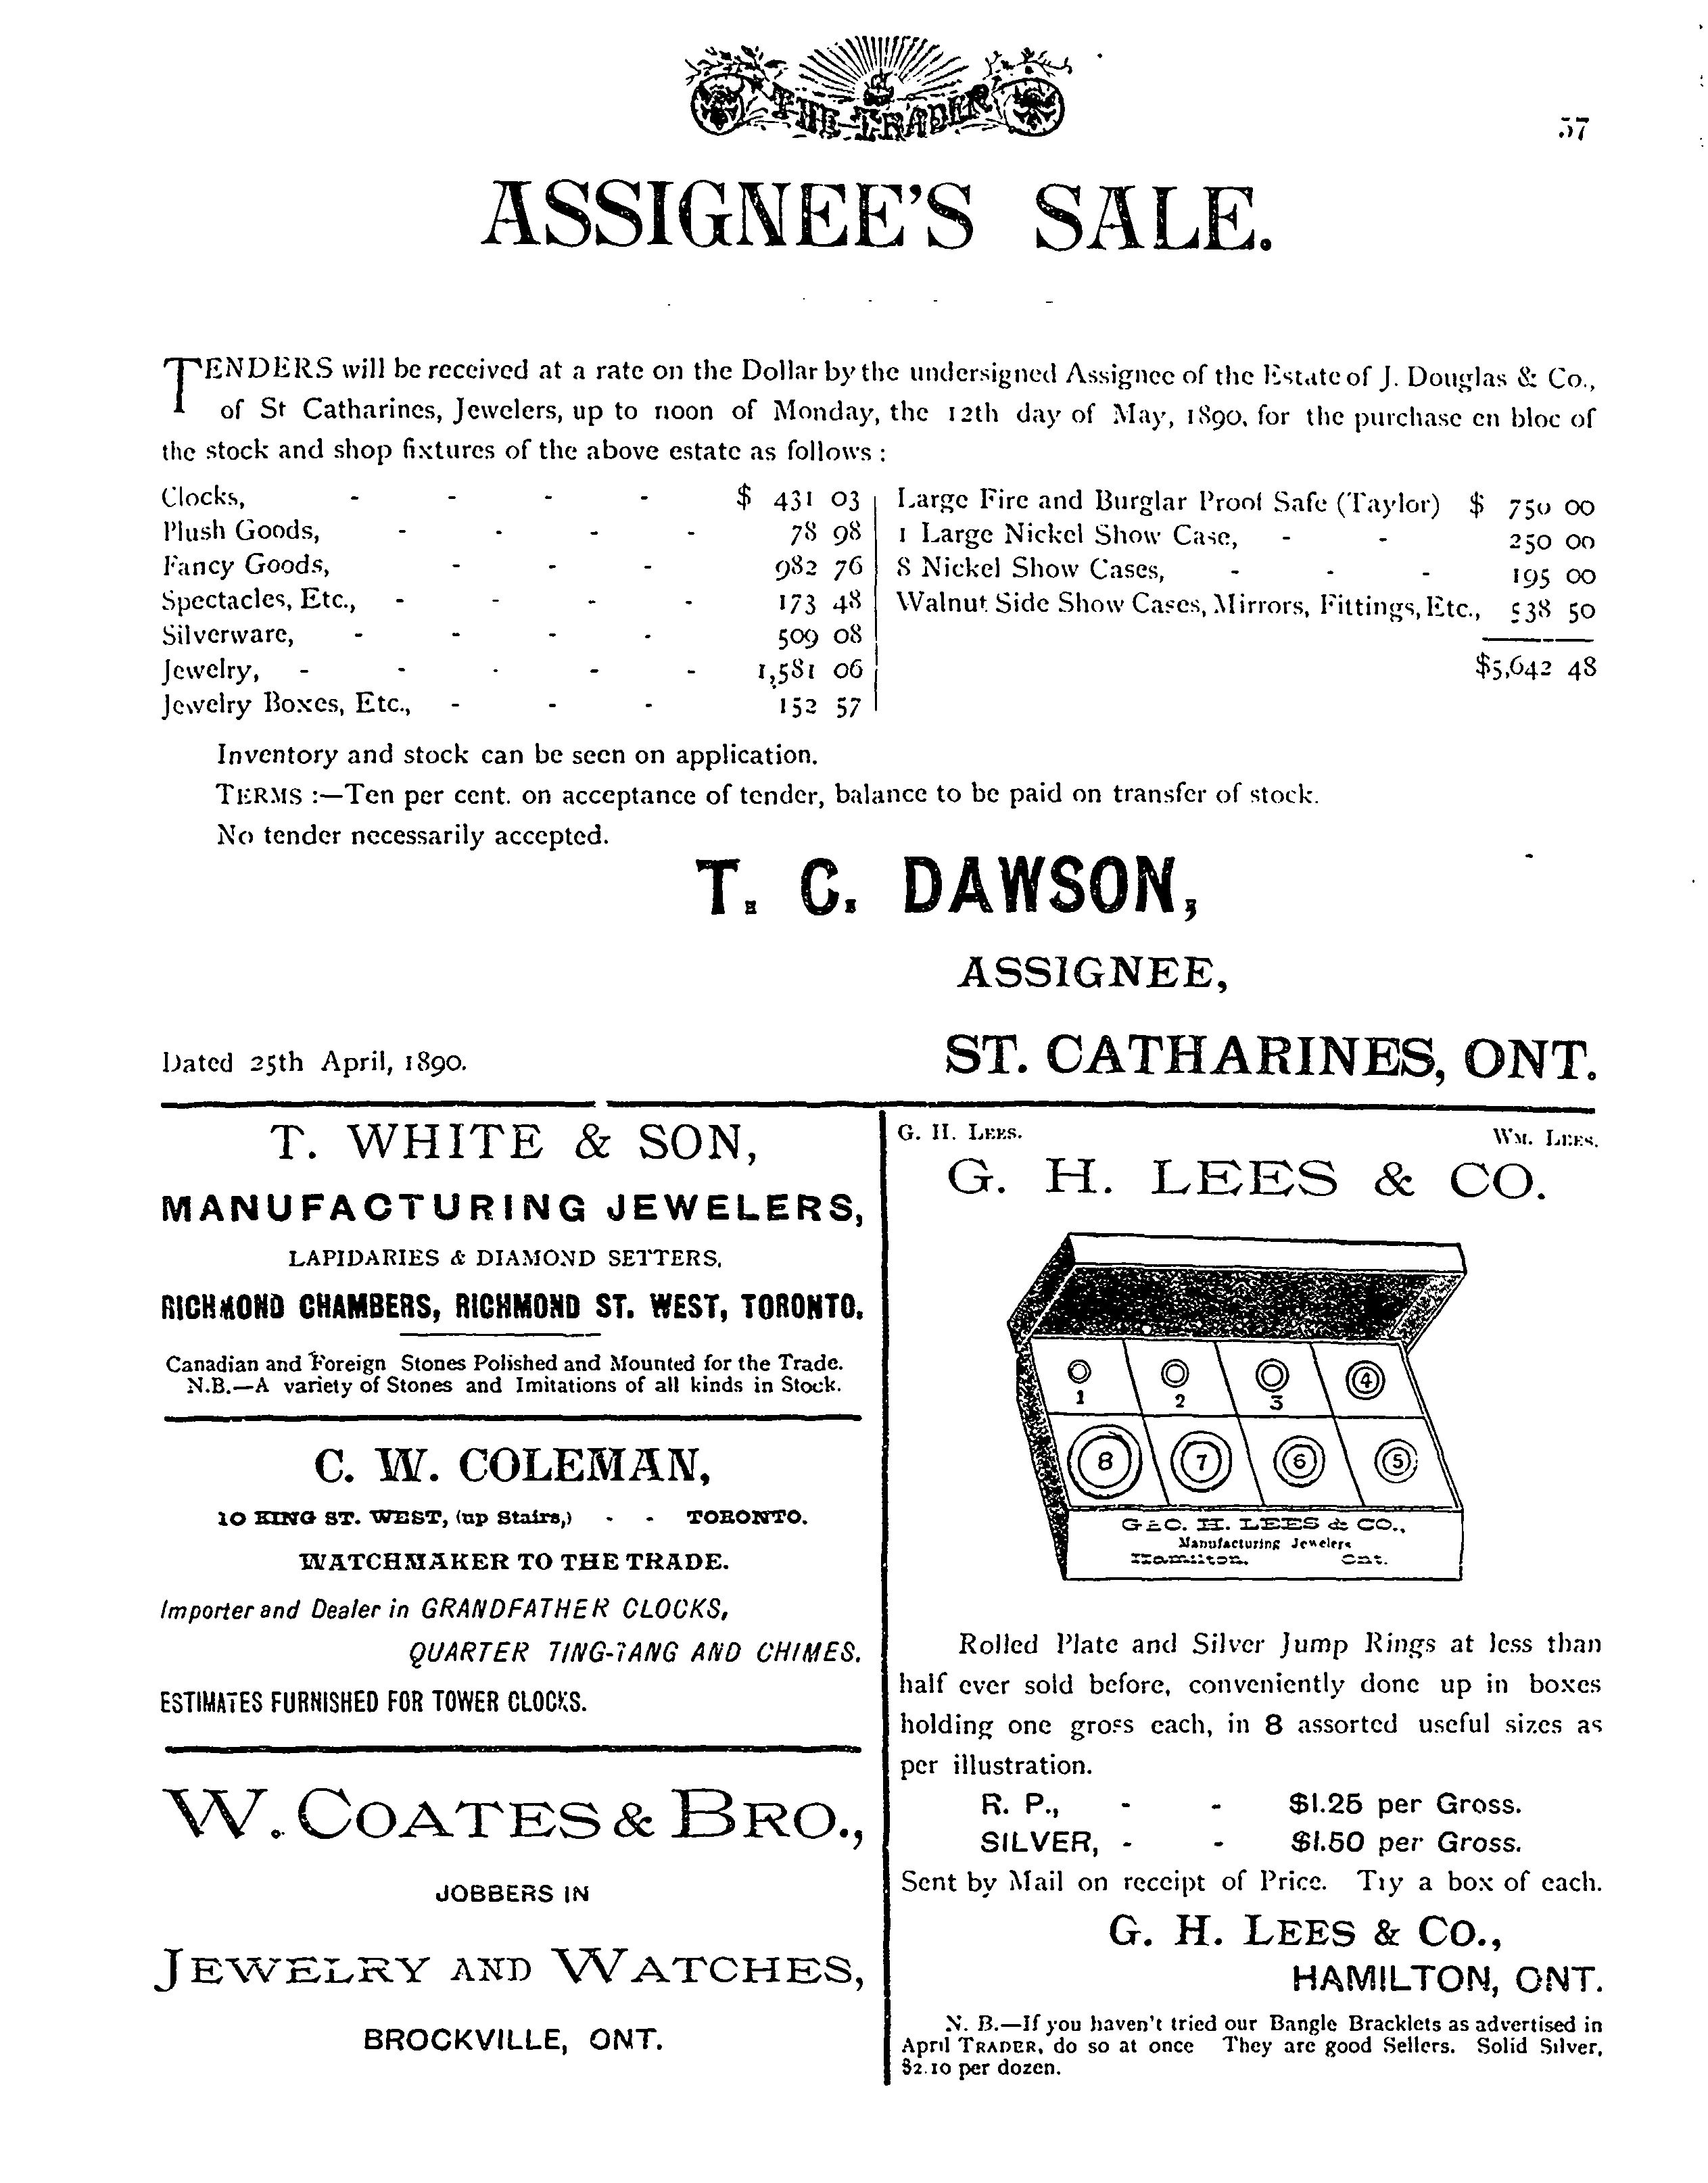 THE TRADER
57
ASSIGNEE'S SALE.
TENDERS will be received at a rate on the Dollar by the undersigned Assignee of the Estate of J. Douglas & Co.,
of St Catharines, Jewelers, up to noon of Monday, the 12th day of May, 1890, for the purchase en bloc of
the stock and shop fixtures of the above estate as follows :
Clocks, - - - - $ 431 03
Plush Goods, - - - - 78 98
Fancy Goods, - - - 982 76
Spectacles, Etc., - - - - 173 48
Silverware, - - - - 509 08
Jewelry, - - - - - 1,581 06
Jewelry Boxes, Etc., - - - 152 57
Large Fire and Burglar Proof Safe (Taylor) $ 750 00
1 Large Nickel Show Case, - - 250 00
8 Nickel Show Cases, - - - 195 00
Walnut Side Show Cases, Mirrors, Fittings, Etc., 538 50
$5,642 48
Inventory and stock can be seen on application.
TERMS :—Ten per cent. on acceptance of tender, balance to be paid on transfer of stock.
No tender necessarily accepted.
T. C. DAWSON,
ASSIGNEE,
Dated 25th April, 1890.
ST. CATHARINES, ONT.
T. WHITE & SON,
MANUFACTURING JEWELERS,
LAPIDARIES & DIAMOND SETTERS,
RICHMOND CHAMBERS, RICHMOND ST. WEST, TORONTO.
Canadian and Foreign Stones Polished and Mounted for the Trade.
N.B.—A variety of Stones and Imitations of all kinds in Stock.
C. W. COLEMAN,
10 KING ST. WEST, (up Stairs,) - - TORONTO.
WATCHMAKER TO THE TRADE.
Importer and Dealer in GRANDFATHER CLOCKS,
QUARTER TING-TANG AND CHIMES.
ESTIMATES FURNISHED FOR TOWER CLOCKS.
W. COATES & BRO.,
JOBBERS IN
JEWELRY AND WATCHES,
BROCKVILLE, ONT.
G. H. LEES. WM. LEES.
G. H. LEES & CO.
1 2 3 4
8 7 6 5
GEO. H. LEES & CO.,
Manufacturing Jewelers
Hamilton. Ont.
Rolled Plate and Silver Jump Rings at less than
half ever sold before, conveniently done up in boxes
holding one gross each, in 8 assorted useful sizes as
per illustration.
R. P., - - $1.25 per Gross.
SILVER, - - $1.50 per Gross.
Sent by Mail on receipt of Price. Try a box of each.
G. H. LEES & CO.,
HAMILTON, ONT.
N. B.—If you haven't tried our Bangle Bracklets as advertised in
April TRADER, do so at once They are good Sellers. Solid Silver,
$2.10 per dozen.